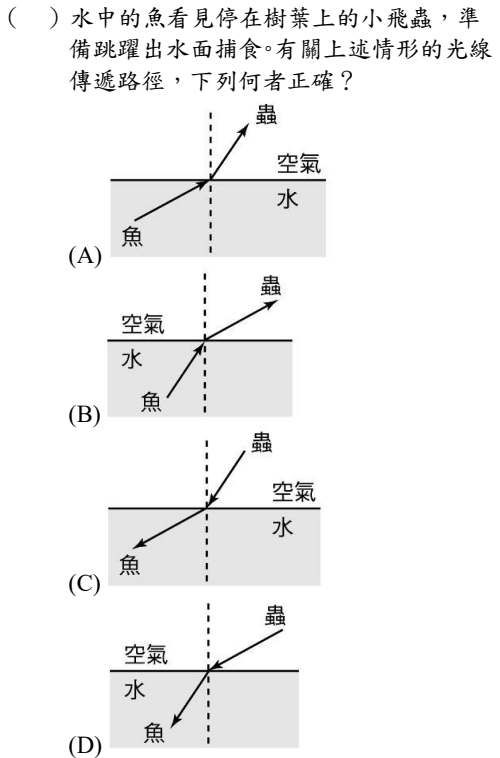 （　）水中的魚看見停在樹葉上的小飛蟲，準
備跳躍出水面捕食。有關上述情形的光線
傳遞路徑，下列何者正確？
蟲
空氣
水
魚
(A)
蟲
空氣
水
魚
(B)
蟲
空氣
水
魚
(C)
蟲
空氣
水
魚
(D)